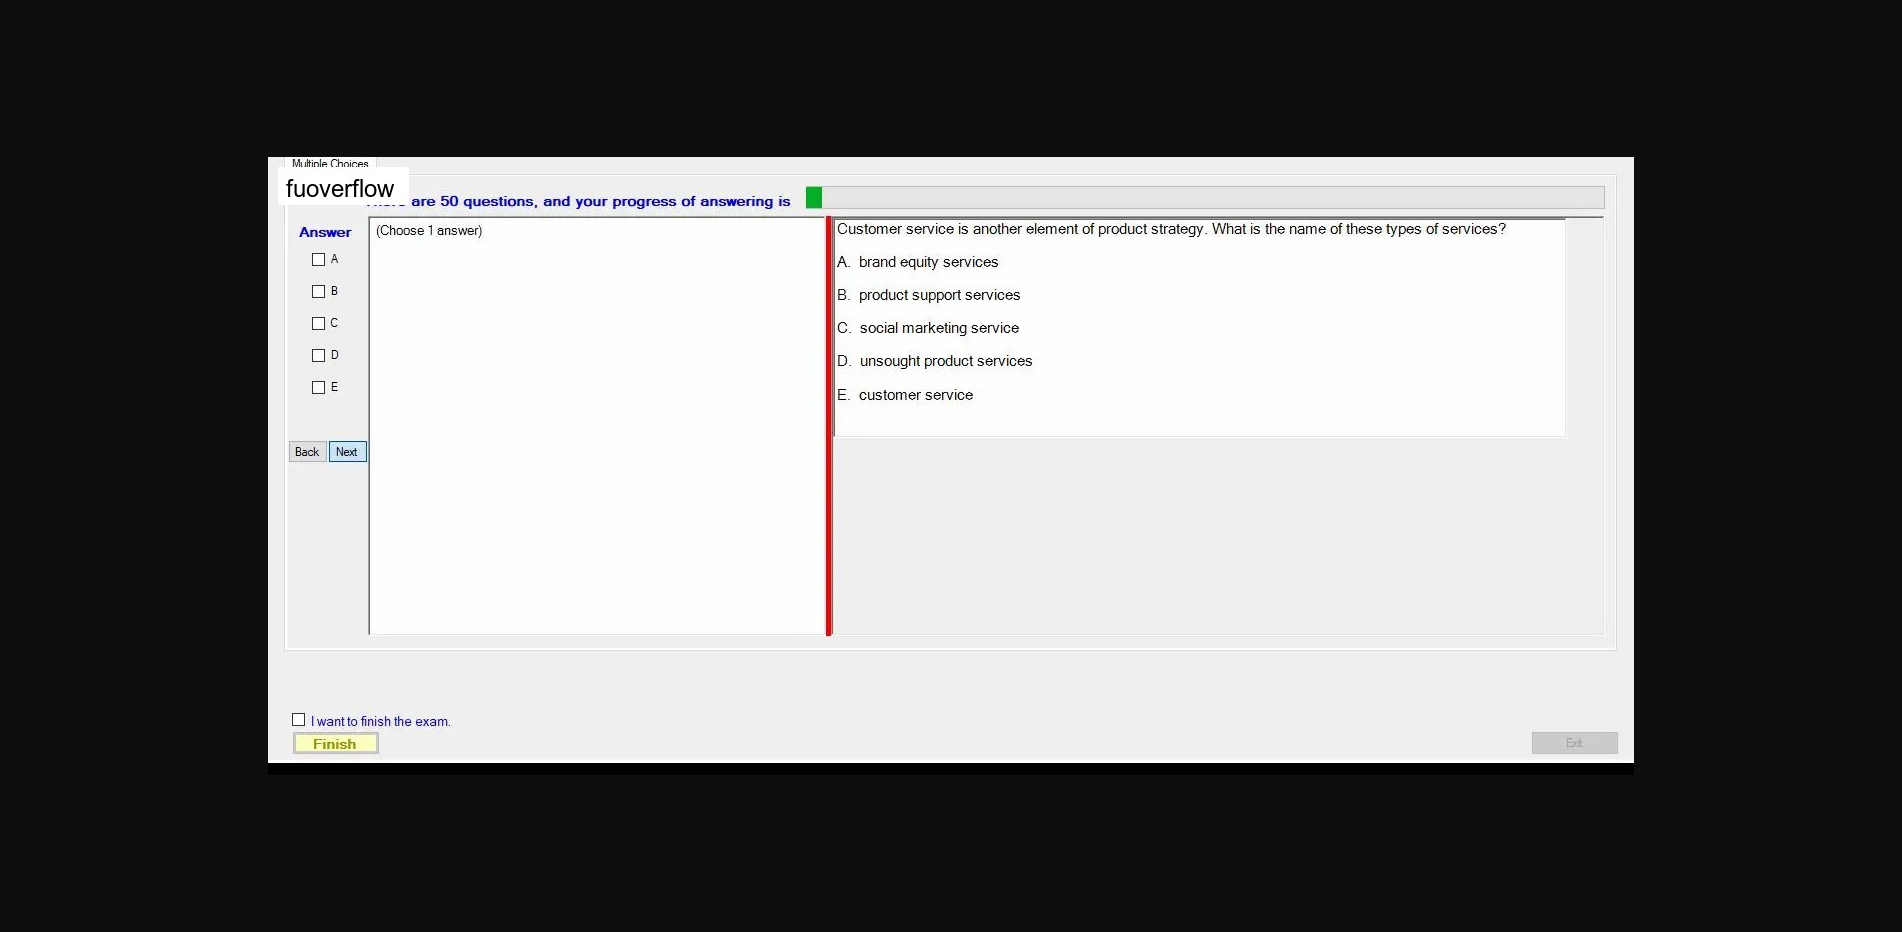 Multiple Choices
fuoverflow
are 50 questions, and your progress of answering is
Answer
(Choose 1 answer)
A
B
C
D
E
Back Next
Customer service is another element of product strategy. What is the name of these types of services?
A. brand equity services
B. product support services
C. social marketing service
D. unsought product services
E. customer service
I want to finish the exam.
Finish
Exit